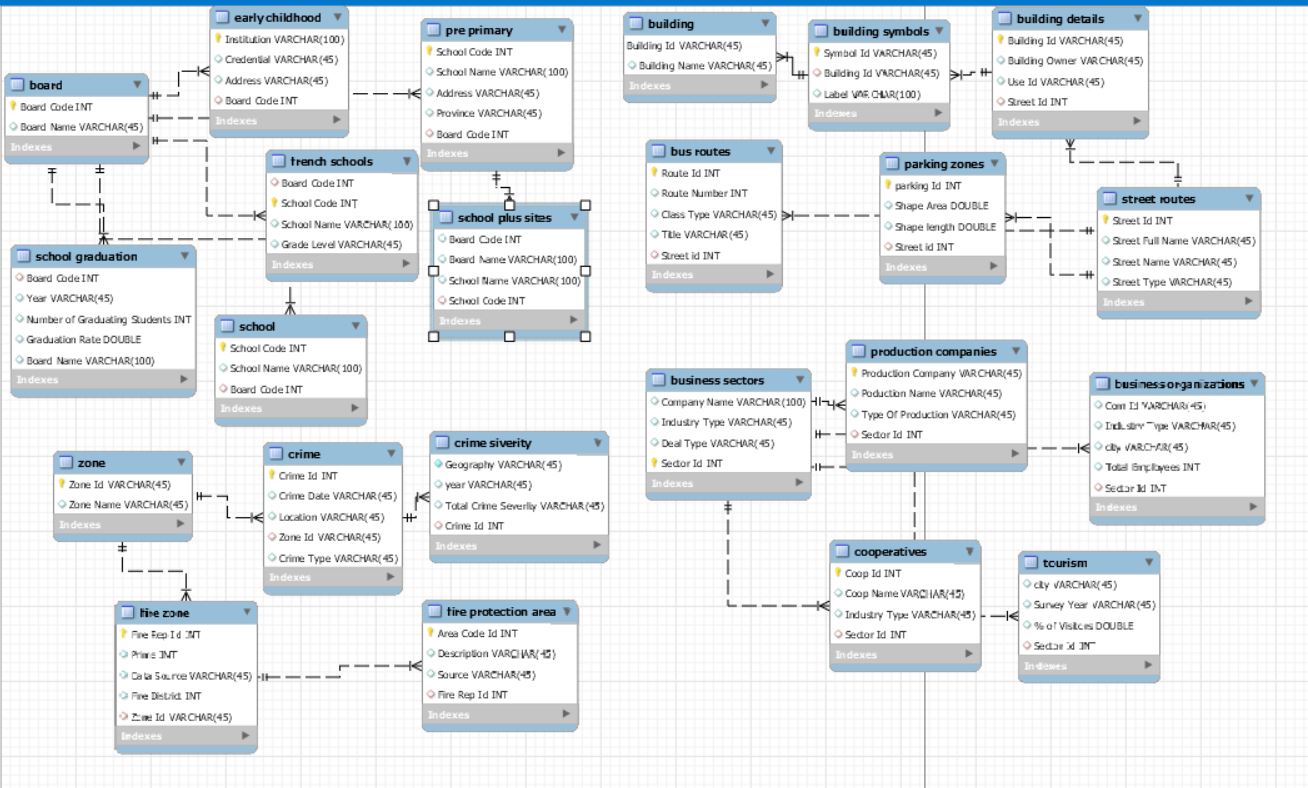 early childhood
Institution VARCHAR(100)
Credential VARCHAR(45)
Address VARCHAR(45)
Board Code INT
Indexes
pre primary
School Code INT
School Name VARCHAR(100)
Address VARCHAR(45)
Province VARCHAR(45)
Board Code INT
Indexes
building
Building Id VARCHAR(45)
Building Name VARCHAR(45)
Indexes
building symbols
Symbol Id VARCHAR(45)
Building Id VARCHAR(45)
Label VARCHAR(100)
Indexes
building details
Building Id VARCHAR(45)
Building Owner VARCHAR(45)
Use Id VARCHAR(45)
Street Id INT
Indexes
board
Board Code INT
Board Name VARCHAR(45)
Indexes
trench schools
Board Code INT
School Code INT
School Name VARCHAR(100)
Grade Level VARCHAR(45)
Indexes
school plus sites
Board Code INT
Board Name VARCHAR(100)
School Name VARCHAR(100)
School Code INT
Indexes
bus routes
Route Id INT
Route Number INT
Class Type VARCHAR(45)
Title VARCHAR(45)
Street id INT
Indexes
parking zones
parking Id INT
Shape Area DOUBLE
Shape length DOUBLE
Street id INT
Indexes
street routes
Street Id INT
Street Full Name VARCHAR(45)
Street Name VARCHAR(45)
Street Type VARCHAR(45)
Indexes
school graduation
Board Code INT
Year VARCHAR(45)
Number of Graduating Students INT
Graduation Rate DOUBLE
Board Name VARCHAR(100)
Indexes
school
School Code INT
School Name VARCHAR(100)
Board Code INT
Indexes
business sectors
Company Name VARCHAR(100)
Industry Type VARCHAR(45)
Deal Type VARCHAR(45)
Sector Id INT
Indexes
production companies
Production Company VARCHAR(45)
Poduction Name VARCHAR(45)
Type Of Production VARCHAR(45)
Sector Id INT
Indexes
business organizations
Com Id VARCHAR(45)
Industry Type VARCHAR(45)
city VARCHAR(45)
Total Employees INT
Sector Id INT
Indexes
zone
Zone Id VARCHAR(45)
Zone Name VARCHAR(45)
Indexes
crime
Crime Id INT
Crime Date VARCHAR(45)
Location VARCHAR(45)
Zone Id VARCHAR(45)
Crime Type VARCHAR(45)
Indexes
crime siverity
Geography VARCHAR(45)
year VARCHAR(45)
Total Crime Severity VARCHAR(45)
Crime Id INT
Indexes
cooperatives
Coop Id INT
Coop Name VARCHAR(45)
Industry Type VARCHAR(45)
Sector Id INT
Indexes
tourism
city VARCHAR(45)
Survey Year VARCHAR(45)
% of Visitors DOUBLE
Sector Id INT
Indexes
fire zone
Fire Rep Id INT
Prime INT
Data Source VARCHAR(45)
Fire District INT
Zone Id VARCHAR(45)
Indexes
fire protection area
Area Code Id INT
Description VARCHAR(45)
Source VARCHAR(45)
Fire Rep Id INT
Indexes